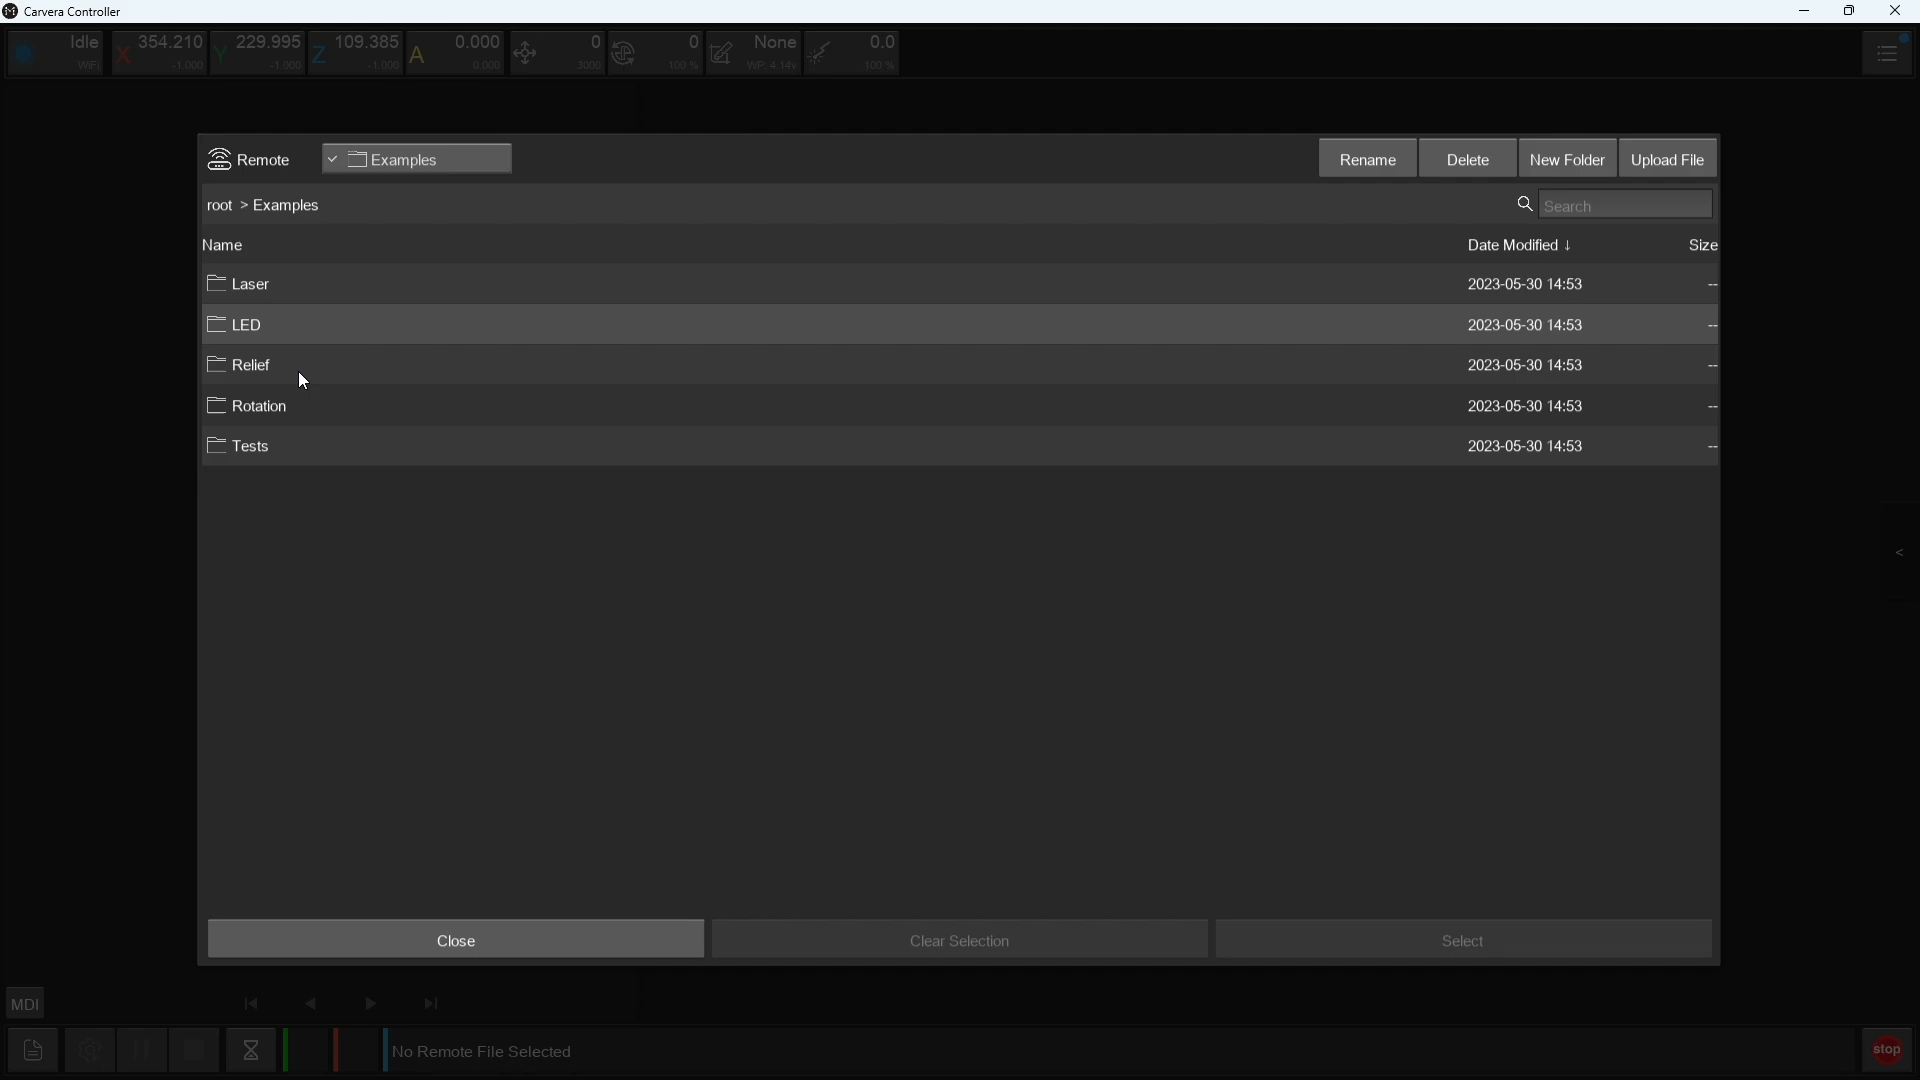 Carvera Controller
Idle
WiFi
X 354.210
-1.000
Y 229.995
-1.000
Z 109.385
-1.000
A 0.000
0.000
0
3000
0
100 %
None
WP: 4.14v
0.0
100 %
Remote
Examples
Rename
Delete
New Folder
Upload File
root > Examples
Search
Name
Date Modified ↓
Size
Laser
2023-05-30 14:53
--
LED
2023-05-30 14:53
--
Relief
2023-05-30 14:53
--
Rotation
2023-05-30 14:53
--
Tests
2023-05-30 14:53
--
<
Close
Clear Selection
Select
MDI
No Remote File Selected
stop